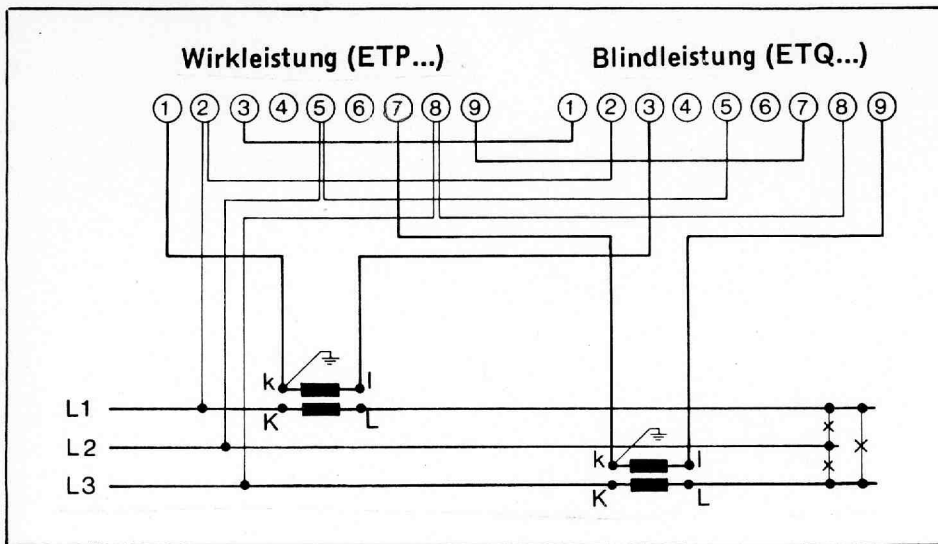 Wirkleistung (ETP...) Blindleistung (ETQ...)
1 2 3 4 5 6 7 8 9 1 2 3 4 5 6 7 8 9
k l
L1
K L
L2
k l
L3
K L